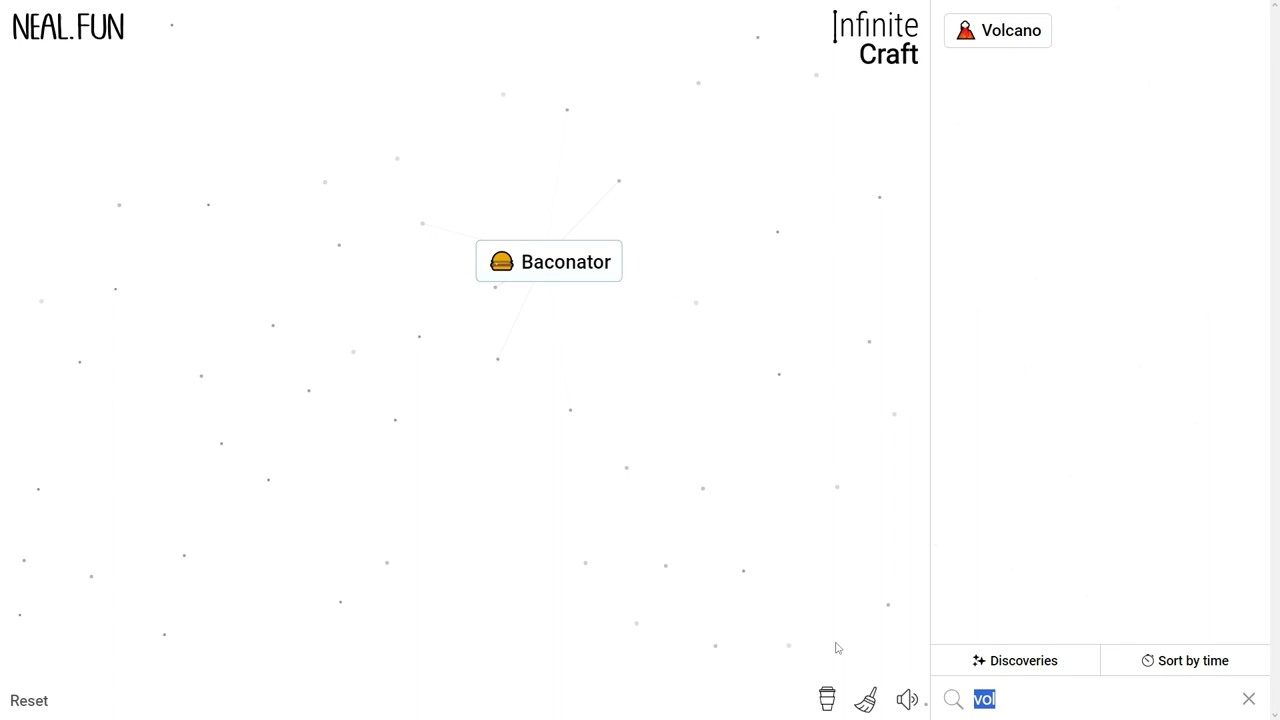 NEAL.FUN
Infinite
Craft
Volcano
Baconator
Discoveries
Sort by time
Reset
vol